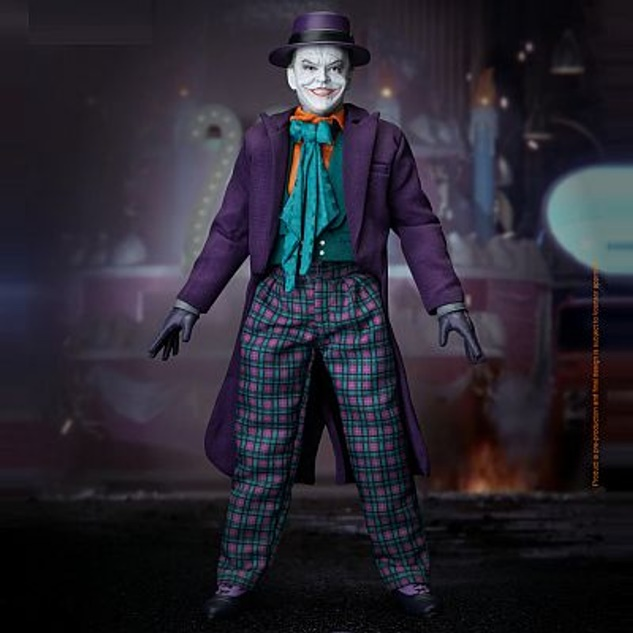 Product is pre-production and final design is subject to licensor approval